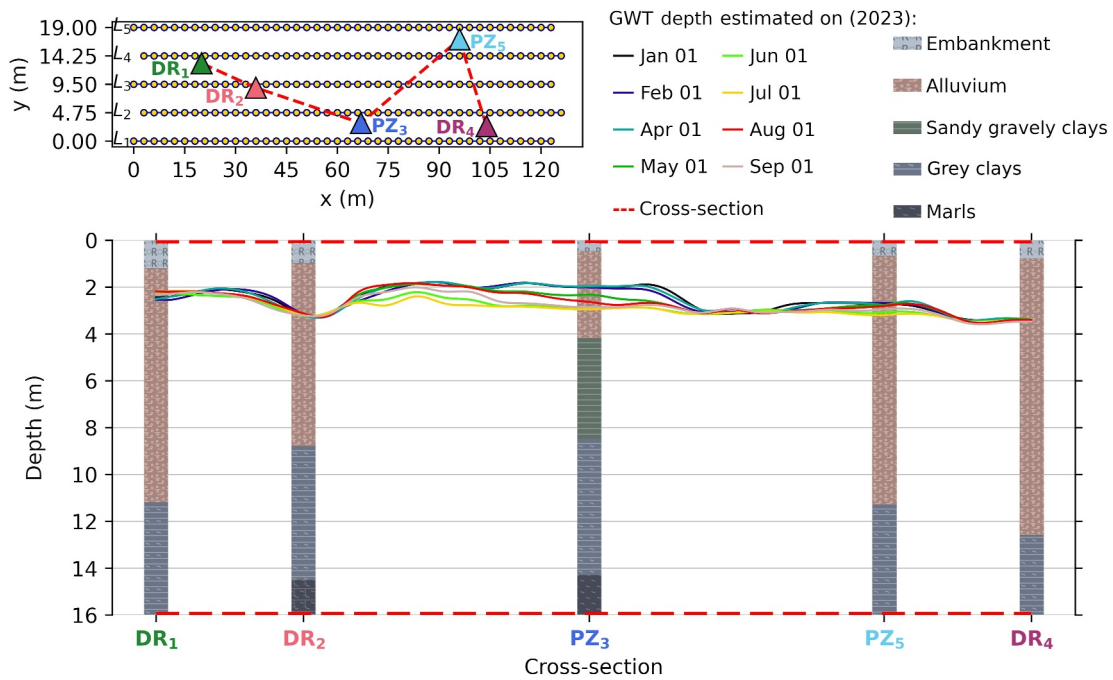 19.00
14.25
9.50
4.75
0.00
y (m)
L5
L4
L3
L2
L1
DR1
DR2
PZ3
PZ5
DR4
0 15 30 45 60 75 90 105 120
x (m)
GWT depth estimated on (2023):
Jan 01
Feb 01
Apr 01
May 01
Jun 01
Jul 01
Aug 01
Sep 01
Cross-section
Embankment
Alluvium
Sandy gravely clays
Grey clays
Marls
0
2
4
6
8
10
12
14
16
Depth (m)
DR1 DR2 PZ3 PZ5 DR4
Cross-section